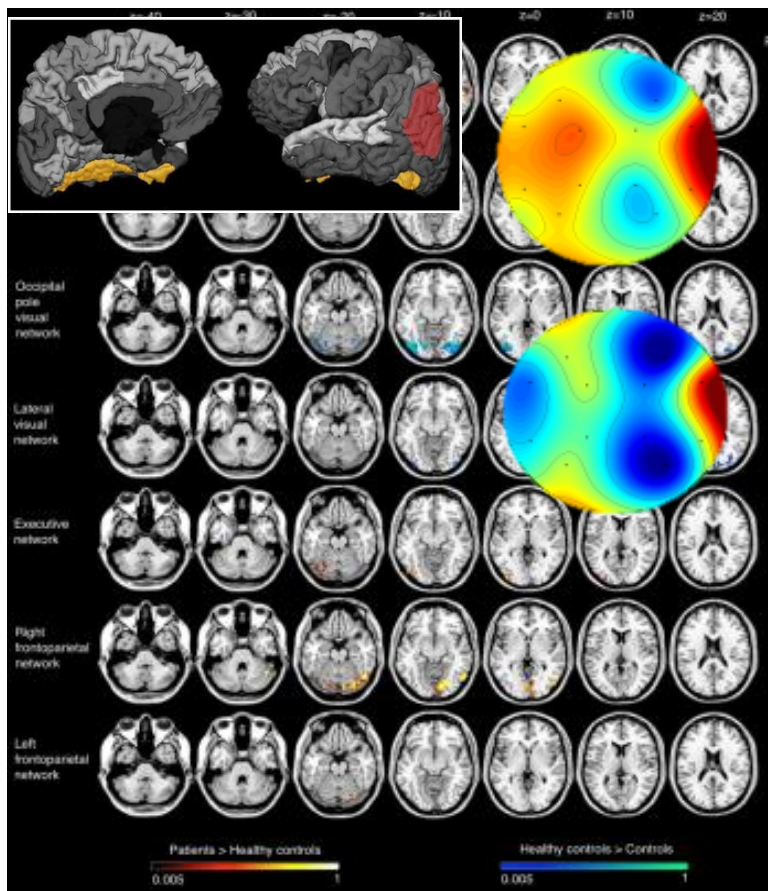 z=0
z=10
z=20
Occipital
pole
visual
network
Lateral
visual
network
Executive
network
Right
frontoparietal
network
Left
frontoparietal
network
Patients > Healthy controls
Healthy controls > Controls
0.005
1
0.005
1